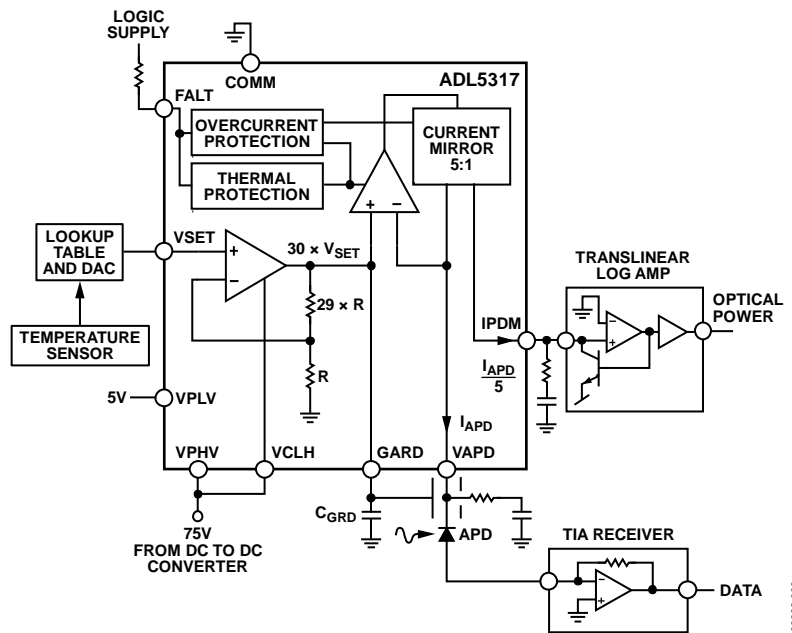 LOGIC
SUPPLY
COMM
ADL5317
FALT
OVERCURRENT
PROTECTION
CURRENT
MIRROR
5:1
THERMAL
PROTECTION
+ −
LOOKUP
TABLE
AND DAC
VSET
+
−
30 × VSET
29 × R
R
TEMPERATURE
SENSOR
TRANSLINEAR
LOG AMP
OPTICAL
POWER
−
+
IPDM
IAPD
5
5V
VPLV
IAPD
VPHV
VCLH
GARD
VAPD
75V
FROM DC TO DC
CONVERTER
CGRD
APD
TIA RECEIVER
−
+
DATA